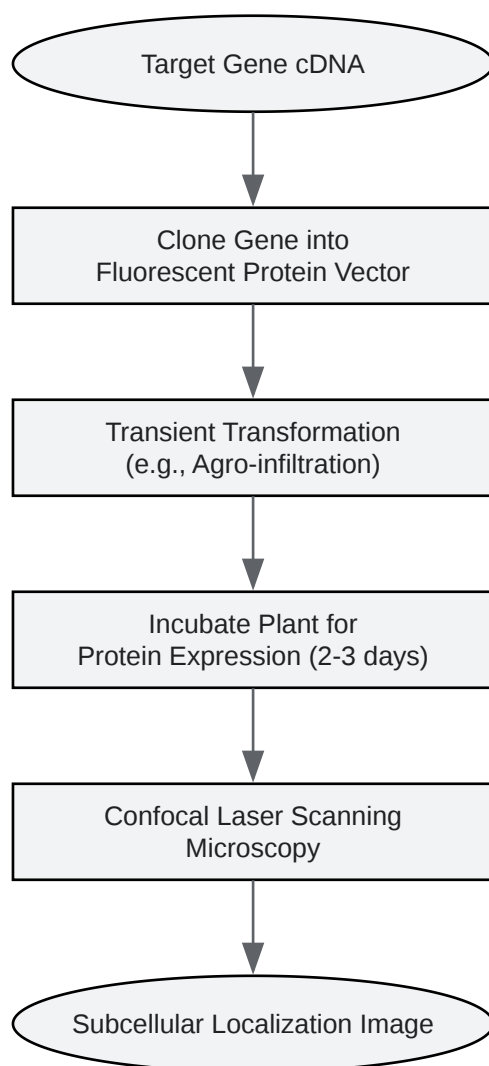 Target Gene cDNA
Clone Gene into
Fluorescent Protein Vector
Transient Transformation
(e.g., Agro-infiltration)
Incubate Plant for
Protein Expression (2-3 days)
Confocal Laser Scanning
Microscopy
Subcellular Localization Image